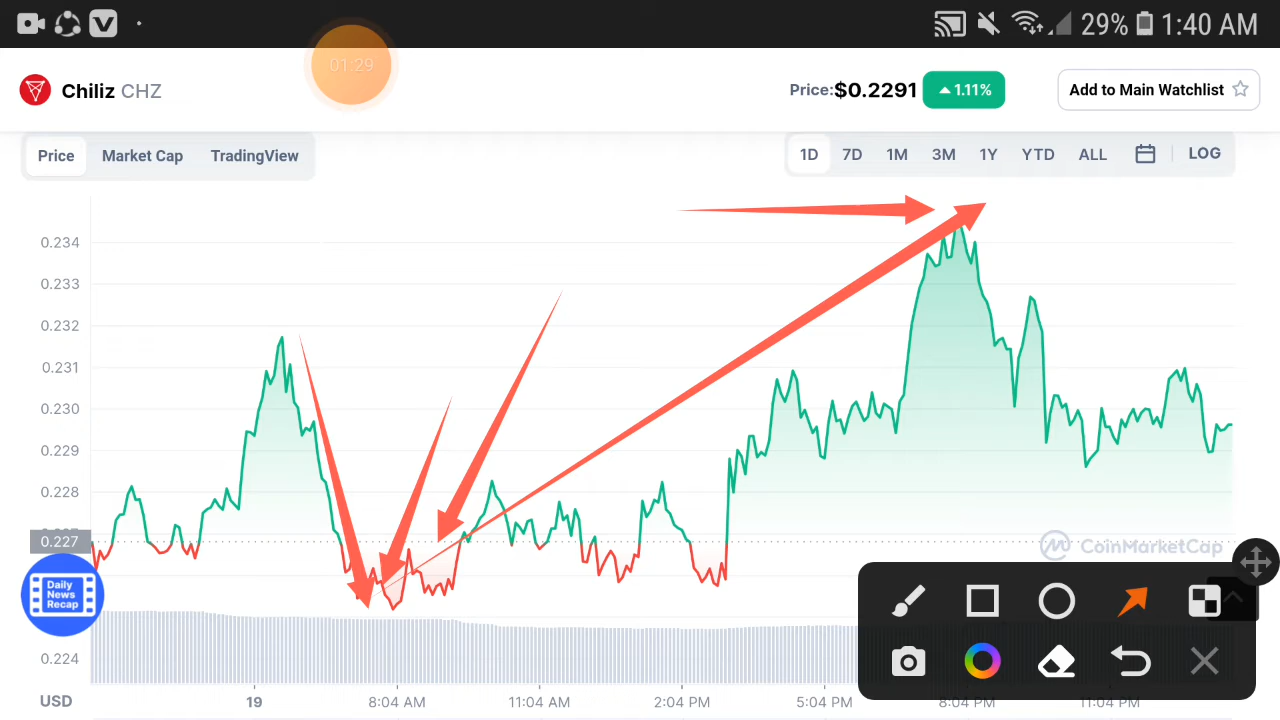 29% 1:40 AM
01:29
Chiliz CHZ
Price:$0.2291 1.11%
Add to Main Watchlist
Price Market Cap TradingView
1D 7D 1M 3M 1Y YTD ALL LOG
0.234
0.233
0.232
0.231
0.230
0.229
0.228
0.227
CoinMarketCap
Daily
News
Recap
0.224
USD 19 8:04 AM 11:04 AM 2:04 PM 5:04 PM 8:04 PM 11:04 PM